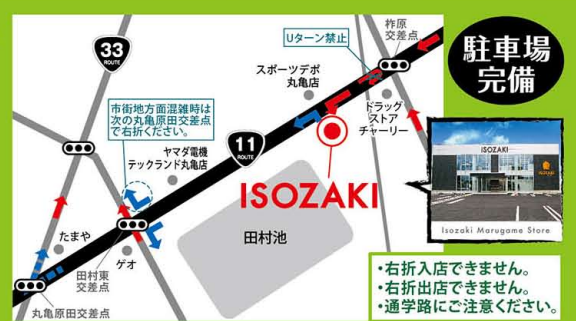 33
ROUTE
Uターン禁止
柞原
交差点
駐車場
完備
スポーツデポ
丸亀店
市街地方面混雑時は
次の丸亀原田交差点
で右折ください。
ドラッグ
ストア
チャーリー
11
ROUTE
ヤマダ電機
テックランド丸亀店
ISOZAKI
ISOZAKI
Isozaki Marugame Store
田村池
たまや
ゲオ
田村東
交差点
丸亀原田交差点
・右折入店できません。
・右折出店できません。
・通学路にご注意ください。